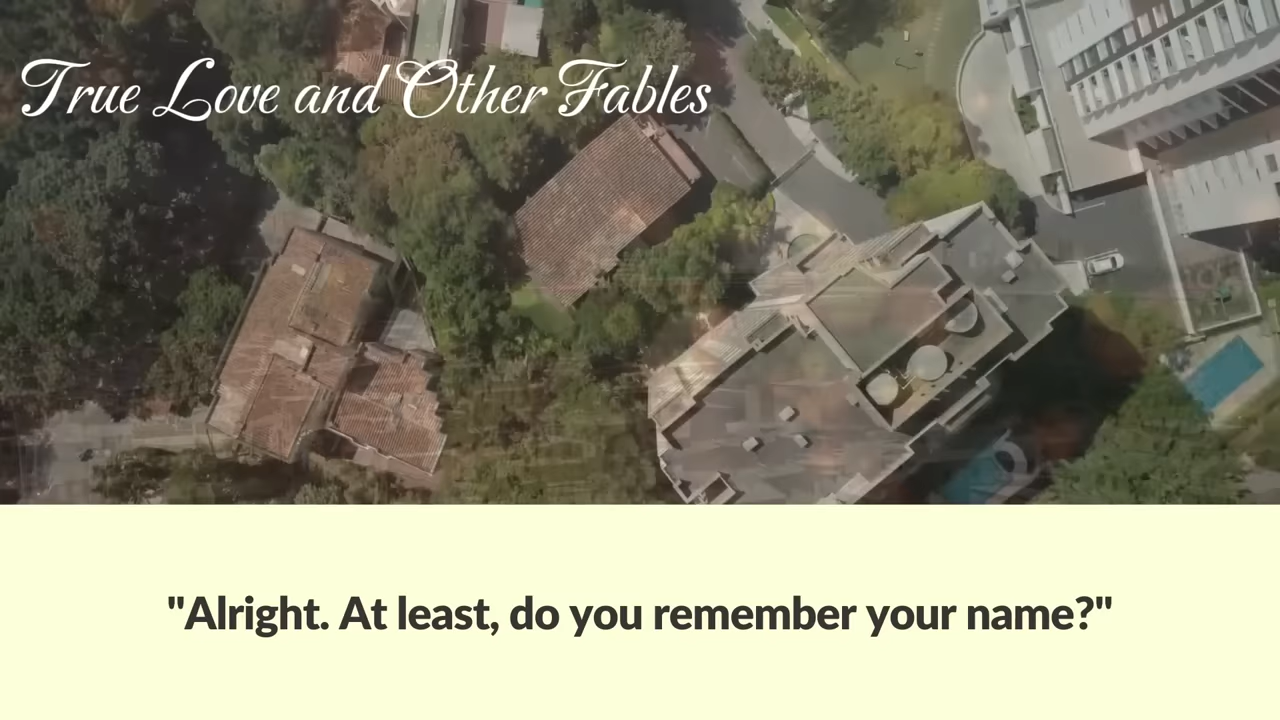 True Love and Other Fables
"Alright. At least, do you remember your name?"